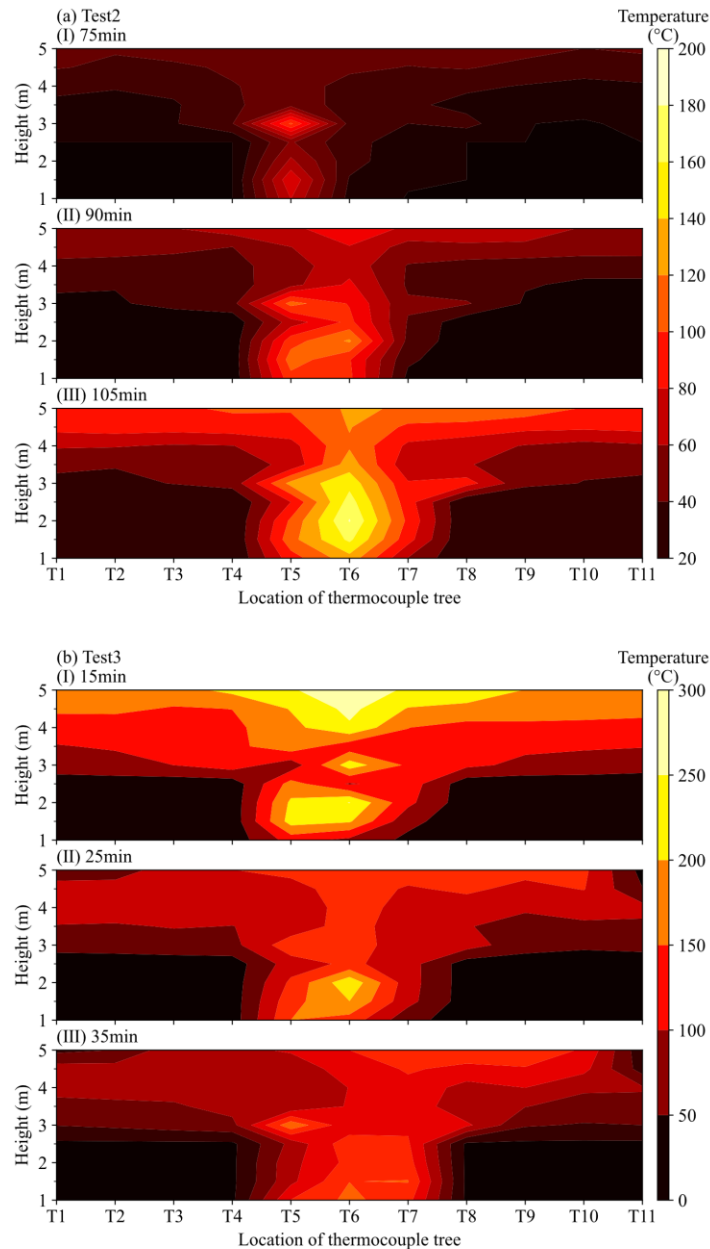 (a) Test2
Temperature
(I) 75min
(°C)
5
4
3
2
1
Height (m)
(II) 90min
5
4
3
2
1
Height (m)
(III) 105min
5
4
3
2
1
Height (m)
T1 T2 T3 T4 T5 T6 T7 T8 T9 T10 T11
Location of thermocouple tree
200
180
160
140
120
100
80
60
40
20
(b) Test3
Temperature
(I) 15min
(°C)
5
4
3
2
1
Height (m)
(II) 25min
5
4
3
2
1
Height (m)
(III) 35min
5
4
3
2
1
Height (m)
T1 T2 T3 T4 T5 T6 T7 T8 T9 T10 T11
Location of thermocouple tree
300
250
200
150
100
50
0